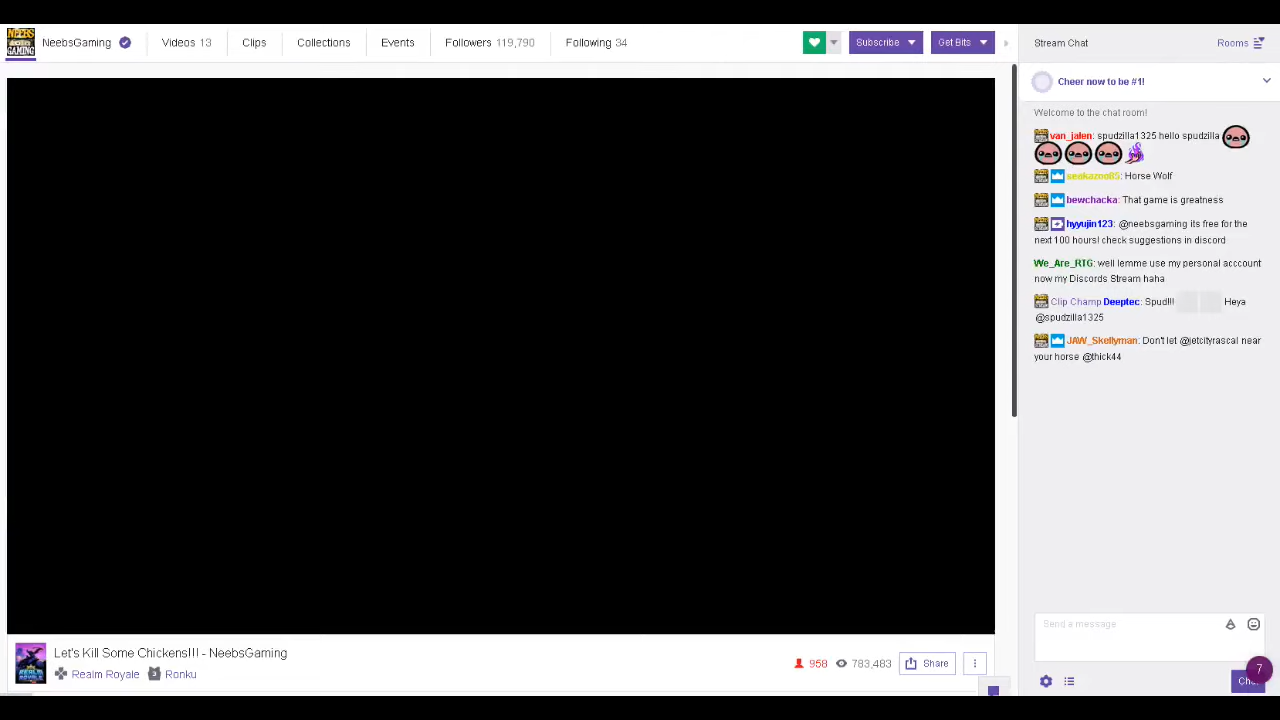 NeebsGaming
Videos 13
Clips
Collections
Events
Followers 119,790
Following 34
Subscribe
Get Bits
Stream Chat
Rooms
Cheer now to be #1!
Welcome to the chat room!
van_jalen: spudzilla1325 hello spudzilla
seakazoo85: Horse Wolf
bewchacka: That game is greatness
hyyujin123: @neebsgaming its free for the
next 100 hours! check suggestions in discord
We_Are_RTG: well lemme use my personal acccount
now my Discords Stream haha
Clip Champ Deeptec: Spud!!! Heya
@spudzilla1325
JAW_Skellyman: Don't let @jetcityrascal near
your horse @thick44
Send a message
7
NEEBS
GAMING
Let's Kill Some Chickens!!! - NeebsGaming
Realm Royale
Ronku
958
783,483
Share